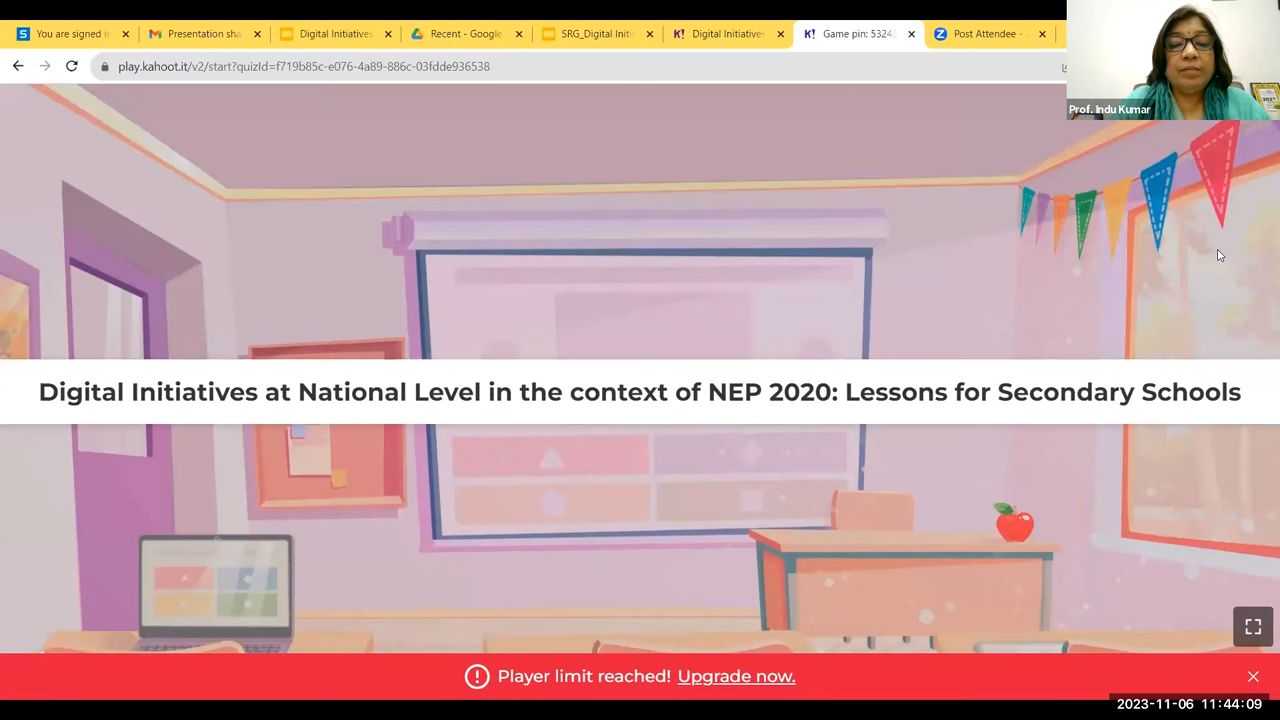 You are signed i
Presentation sha
Digital Initiatives
Recent - Google
SRG_Digital Initi
Digital Initiatives
Game pin: 5324
Post Attendee -
play.kahoot.it/v2/start?quizId=f719b85c-e076-4a89-886c-03fdde936538
Prof. Indu Kumar
Digital Initiatives at National Level in the context of NEP 2020: Lessons for Secondary Schools
Player limit reached! Upgrade now.
2023-11-06 11:44:09